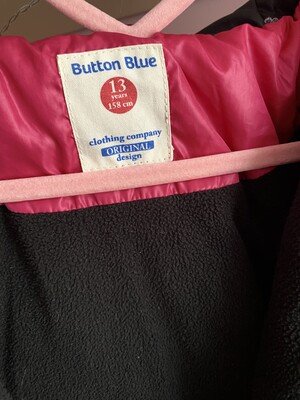 Button Blue
13
years
158 cm
clothing company
ORIGINAL
design